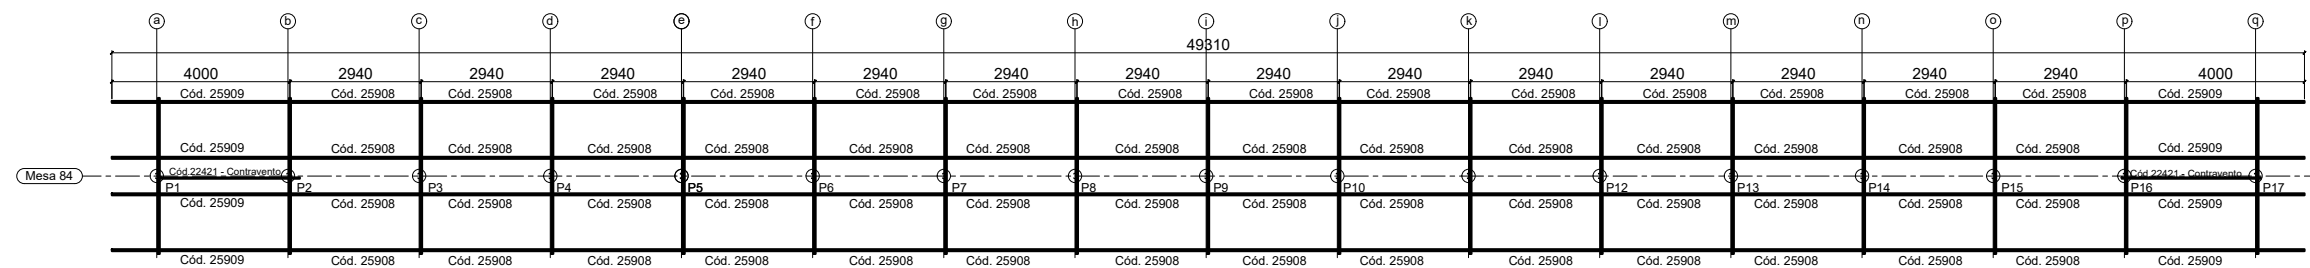 a b c d e f g h i j k l m n o p q
49310
4000 2940 2940 2940 2940 2940 2940 2940 2940 2940 2940 2940 2940 2940 2940 4000
Cód. 25909 Cód. 25908 Cód. 25908 Cód. 25908 Cód. 25908 Cód. 25908 Cód. 25908 Cód. 25908 Cód. 25908 Cód. 25908 Cód. 25908 Cód. 25908 Cód. 25908 Cód. 25908 Cód. 25908 Cód. 25909
Cód. 25909 Cód. 25908 Cód. 25908 Cód. 25908 Cód. 25908 Cód. 25908 Cód. 25908 Cód. 25908 Cód. 25908 Cód. 25908 Cód. 25908 Cód. 25908 Cód. 25908 Cód. 25908 Cód. 25908 Cód. 25909
Mesa 84 Cód.22421 - Contravento Cód.22421 - Contravento
P1 P2 P3 P4 P5 P6 P7 P8 P9 P10 P12 P13 P14 P15 P16 P17
Cód. 25909 Cód. 25908 Cód. 25908 Cód. 25908 Cód. 25908 Cód. 25908 Cód. 25908 Cód. 25908 Cód. 25908 Cód. 25908 Cód. 25908 Cód. 25908 Cód. 25908 Cód. 25908 Cód. 25908 Cód. 25909
Cód. 25909 Cód. 25908 Cód. 25908 Cód. 25908 Cód. 25908 Cód. 25908 Cód. 25908 Cód. 25908 Cód. 25908 Cód. 25908 Cód. 25908 Cód. 25908 Cód. 25908 Cód. 25908 Cód. 25908 Cód. 25909